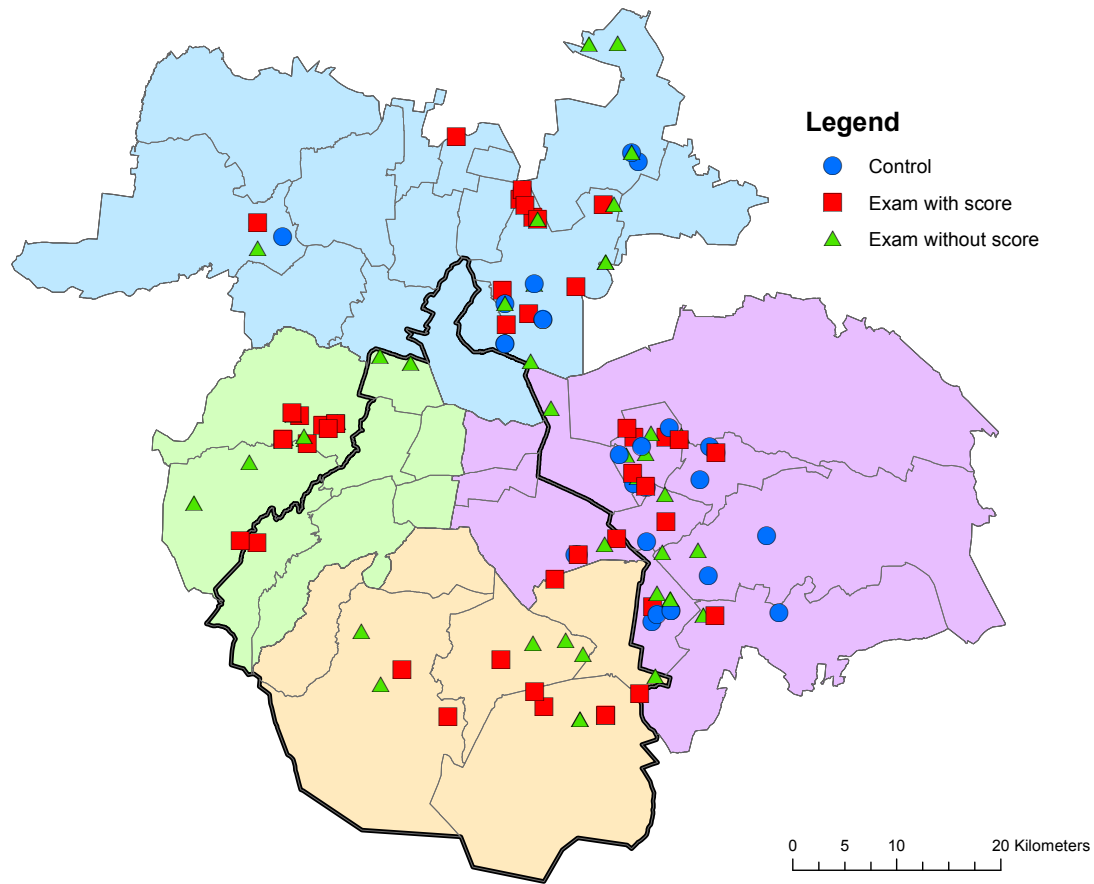 Legend
Control
Exam with score
Exam without score
0 5 10 20 Kilometers